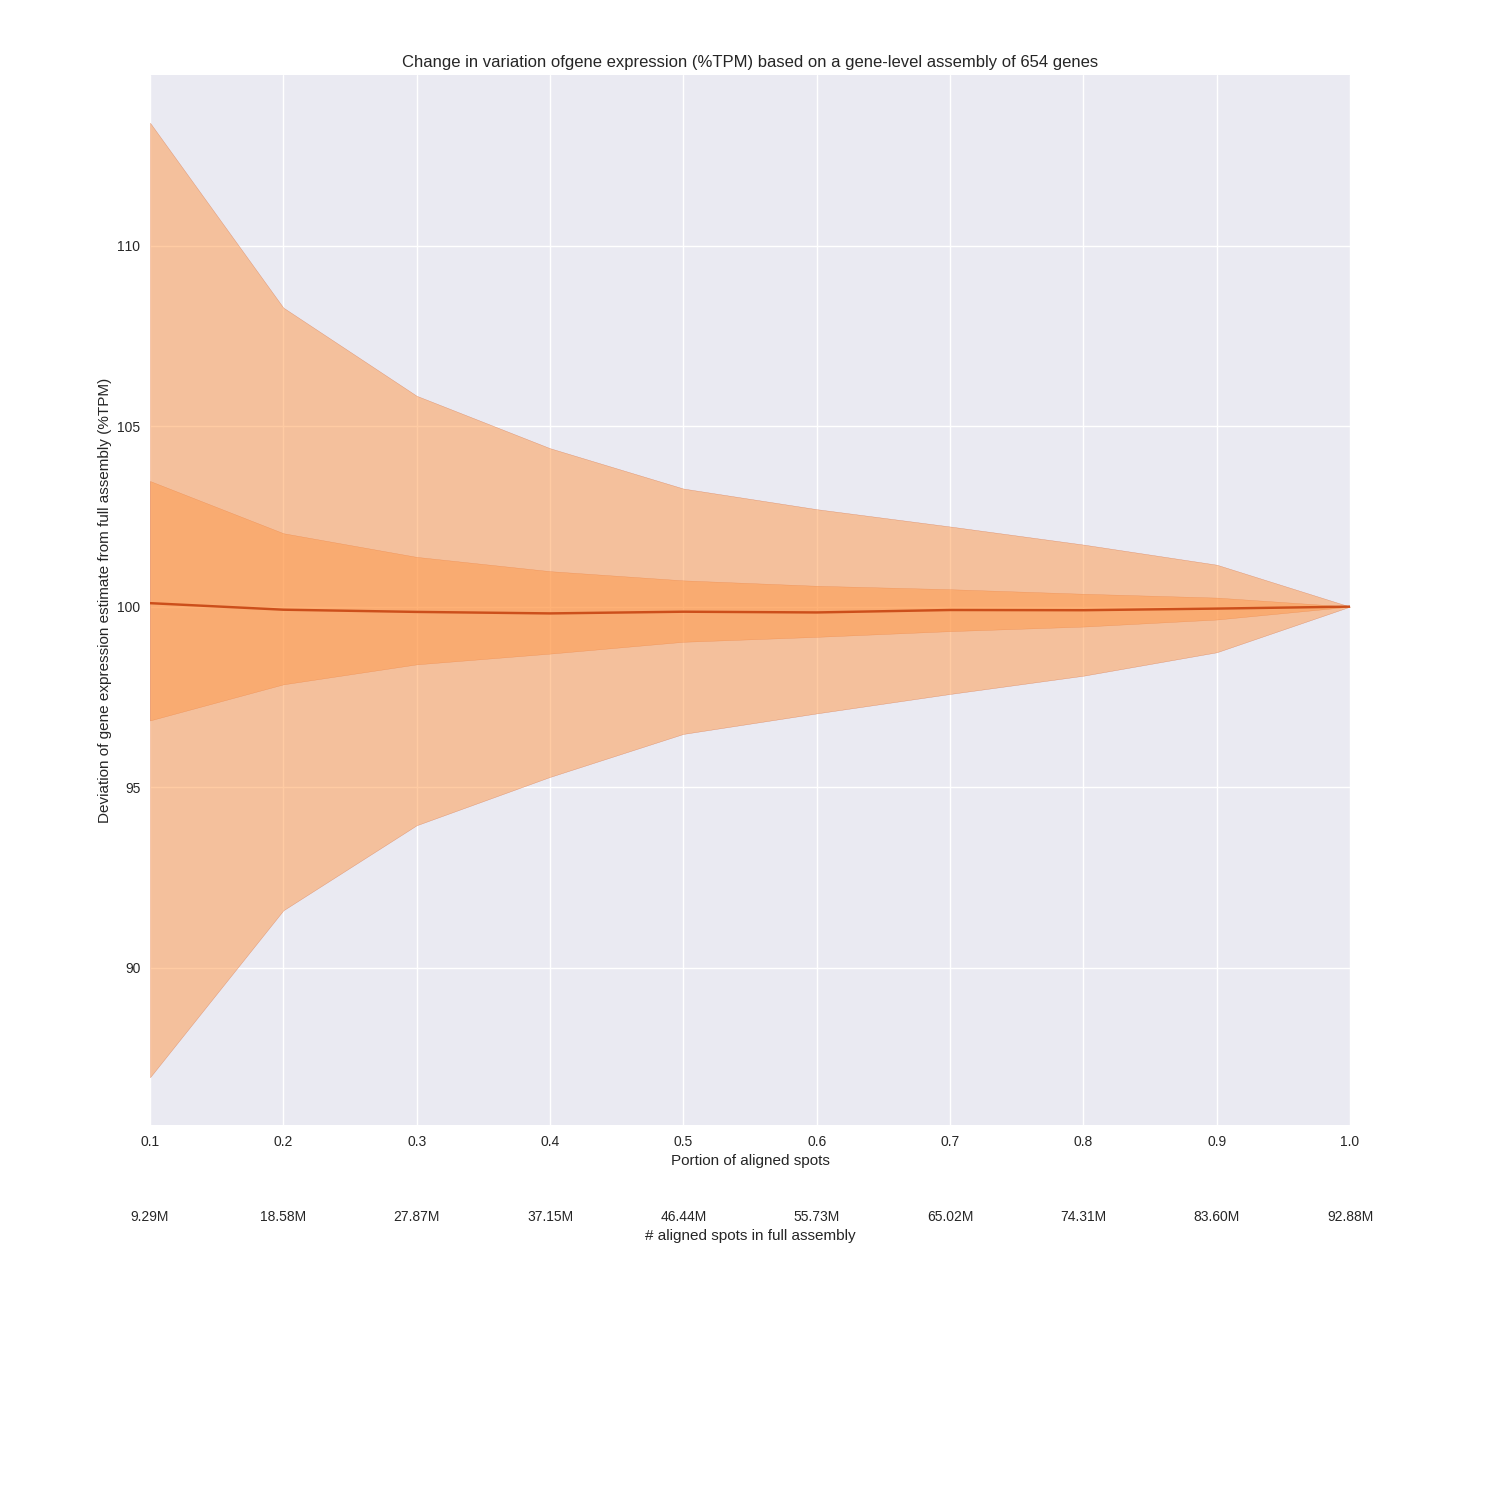 Change in variation ofgene expression (%TPM) based on a gene-level assembly of 654 genes
Deviation of gene expression estimate from full assembly (%TPM)
110
105
100
95
90
0.1 0.2 0.3 0.4 0.5 0.6 0.7 0.8 0.9 1.0
Portion of aligned spots
9.29M 18.58M 27.87M 37.15M 46.44M 55.73M 65.02M 74.31M 83.60M 92.88M
# aligned spots in full assembly